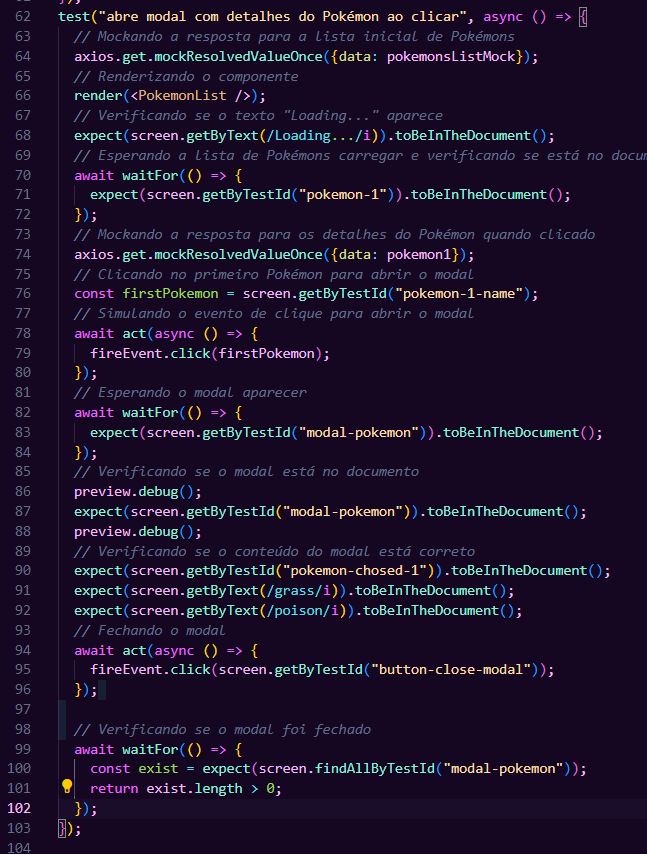 61 });
62 test("abre modal com detalhes do Pokémon ao clicar", async () => {
63 // Mockando a resposta para a lista inicial de Pokémons
64 axios.get.mockResolvedValueOnce({data: pokemonsListMock});
65 // Renderizando o componente
66 render(<PokemonList />);
67 // Verificando se o texto "Loading..." aparece
68 expect(screen.getByText(/Loading.../i)).toBeInTheDocument();
69 // Esperando a lista de Pokémons carregar e verificando se está no docum
70 await waitFor(() => {
71 expect(screen.getByTestId("pokemon-1")).toBeInTheDocument();
72 });
73 // Mockando a resposta para os detalhes do Pokémon quando clicado
74 axios.get.mockResolvedValueOnce({data: pokemon1});
75 // Clicando no primeiro Pokémon para abrir o modal
76 const firstPokemon = screen.getByTestId("pokemon-1-name");
77 // Simulando o evento de clique para abrir o modal
78 await act(async () => {
79 fireEvent.click(firstPokemon);
80 });
81 // Esperando o modal aparecer
82 await waitFor(() => {
83 expect(screen.getByTestId("modal-pokemon")).toBeInTheDocument();
84 });
85 // Verificando se o modal está no documento
86 preview.debug();
87 expect(screen.getByTestId("modal-pokemon")).toBeInTheDocument();
88 preview.debug();
89 // Verificando se o conteúdo do modal está correto
90 expect(screen.getByTestId("pokemon-chosed-1")).toBeInTheDocument();
91 expect(screen.getByText(/grass/i)).toBeInTheDocument();
92 expect(screen.getByText(/poison/i)).toBeInTheDocument();
93 // Fechando o modal
94 await act(async () => {
95 fireEvent.click(screen.getByTestId("button-close-modal"));
96 });
97
98 // Verificando se o modal foi fechado
99 await waitFor(() => {
100 const exist = expect(screen.findAllByTestId("modal-pokemon"));
101 return exist.length > 0;
102 });
103 });
104